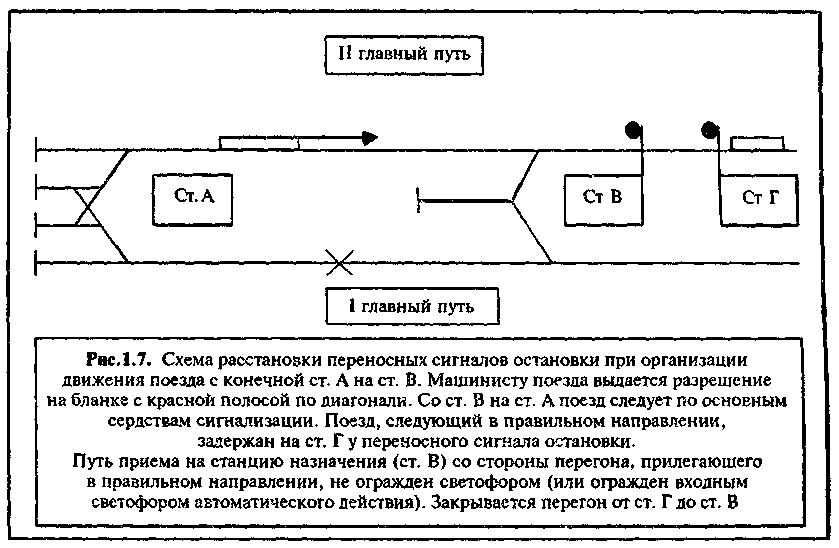 II главный путь
Ст. А
Ст В
Ст Г
I главный путь
Рис.1.7. Схема расстановки переносных сигналов остановки при организации
движения поезда с конечной ст. А на ст. В. Машинисту поезда выдается разрешение
на бланке с красной полосой по диагонали. Со ст. В на ст. А поезд следует по основным
сердствам сигнализации. Поезд, следующий в правильном направлении,
задержан на ст. Г у переносного сигнала остановки.
Путь приема на станцию назначения (ст. В) со стороны перегона, прилегающего
в правильном направлении, не огражден светофором (или огражден входным
светофором автоматического действия). Закрывается перегон от ст. Г до ст. В